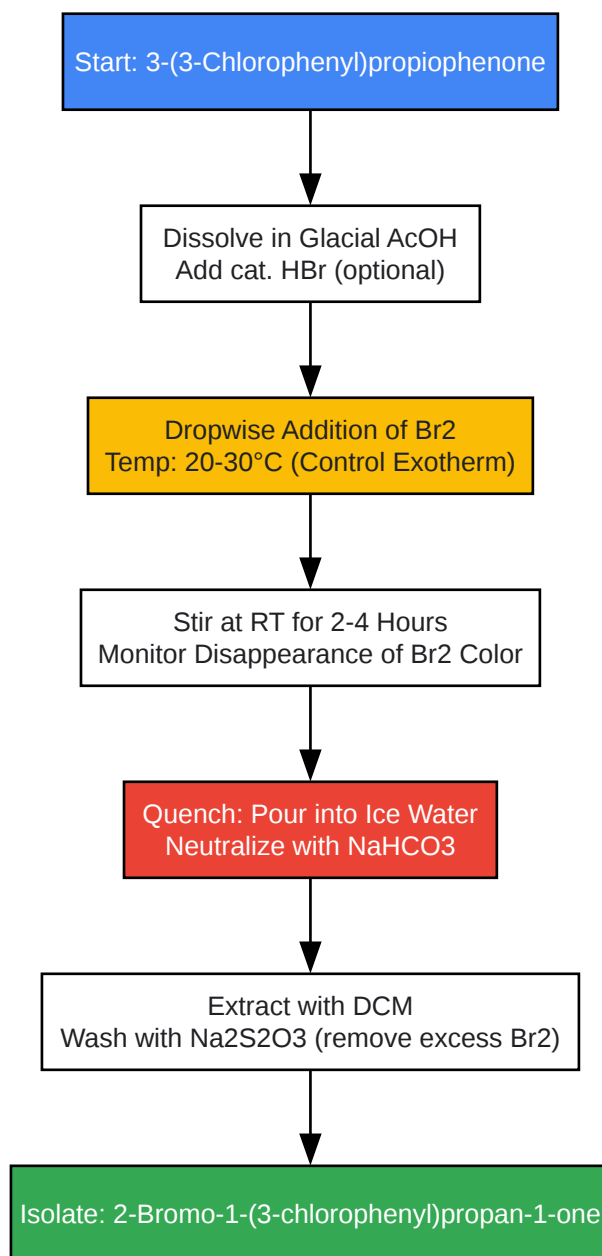 Start: 3-(3-Chlorophenyl)propiophenone
Dissolve in Glacial AcOH
Add cat. HBr (optional)
Dropwise Addition of Br2
Temp: 20-30°C (Control Exotherm)
Stir at RT for 2-4 Hours
Monitor Disappearance of Br2 Color
Quench: Pour into Ice Water
Neutralize with NaHCO3
Extract with DCM
Wash with Na2S2O3 (remove excess Br2)
Isolate: 2-Bromo-1-(3-chlorophenyl)propan-1-one